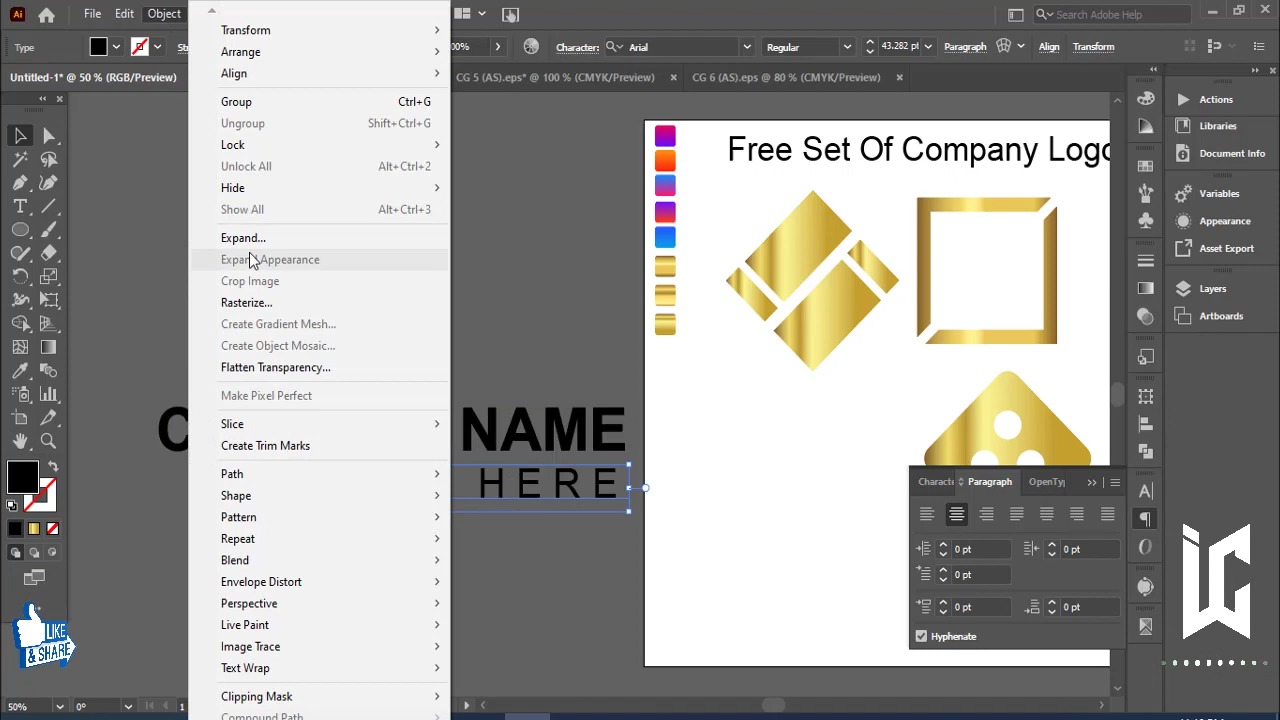 Ai
File
Edit
Object
Search Adobe Help
Type
00%
Character:
Arial
Regular
43.282 pt
Paragraph
Align
Transform
Untitled-1* @ 50 % (RGB/Preview)
CG 5 (AS).eps* @ 100 % (CMYK/Preview)
CG 6 (AS).eps @ 80 % (CMYK/Preview)
Transform
Arrange
Align
Group Ctrl+G
Ungroup Shift+Ctrl+G
Lock
Unlock All Alt+Ctrl+2
Hide
Show All Alt+Ctrl+3
Expand...
Expand Appearance
Crop Image
Rasterize...
Create Gradient Mesh...
Create Object Mosaic...
Flatten Transparency...
Make Pixel Perfect
Slice
Create Trim Marks
Path
Shape
Pattern
Repeat
Blend
Envelope Distort
Perspective
Live Paint
Image Trace
Text Wrap
Clipping Mask
Compound Path
Free Set Of Company Logo
C NAME
HERE
Actions
Libraries
Document Info
Variables
Appearance
Asset Export
Layers
Artboards
Paragraph
0 pt
0 pt
0 pt
0 pt
0 pt
Hyphenate
LIKE
& SHARE
50%
0°
1